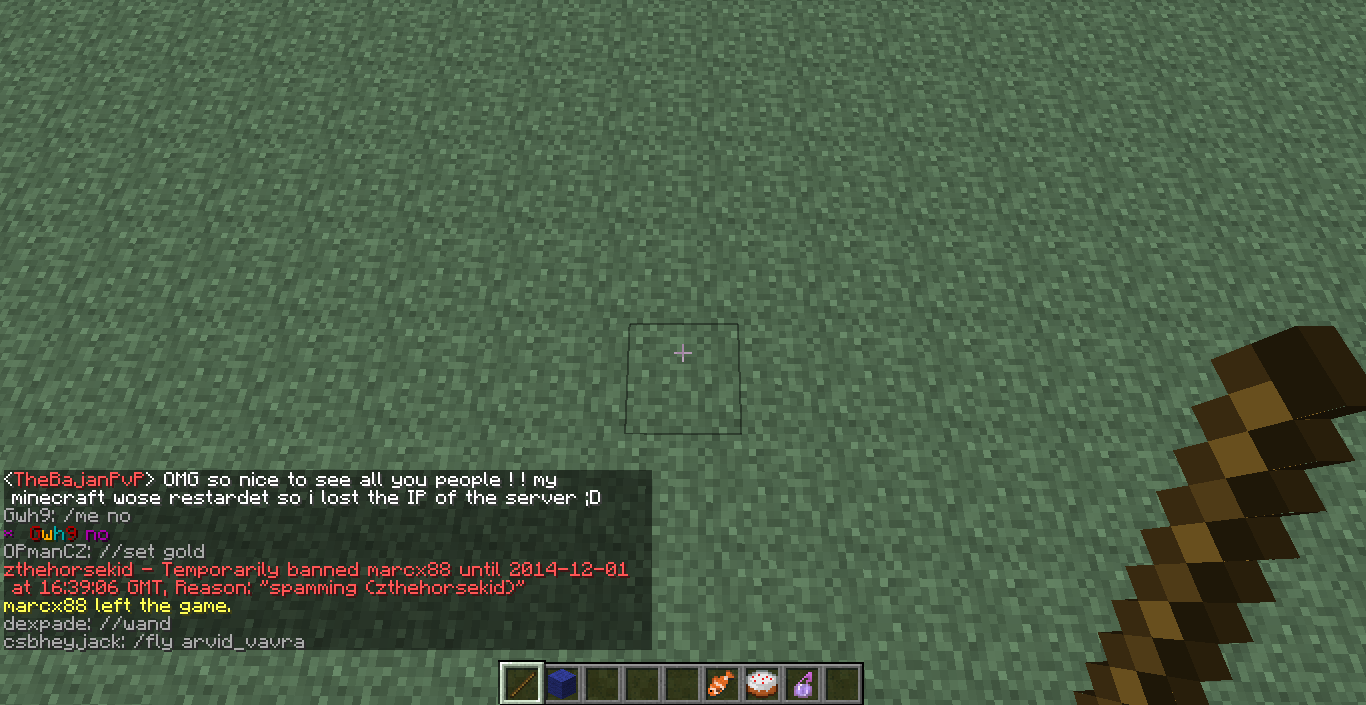 <TheBajanPvP> OMG so nice to see all you people ! ! my
minecraft wose restardet so i lost the IP of the server ;D
Gwh9: /me no
* Gwh9 no
OPmanCZ: //set gold
zthehorsekid - Temporarily banned marcx88 until 2014-12-01
at 16:39:06 GMT, Reason: "spamming (zthehorsekid)"
marcx88 left the game.
dexpade: //wand
csbheyjack: /fly arvid_vavra